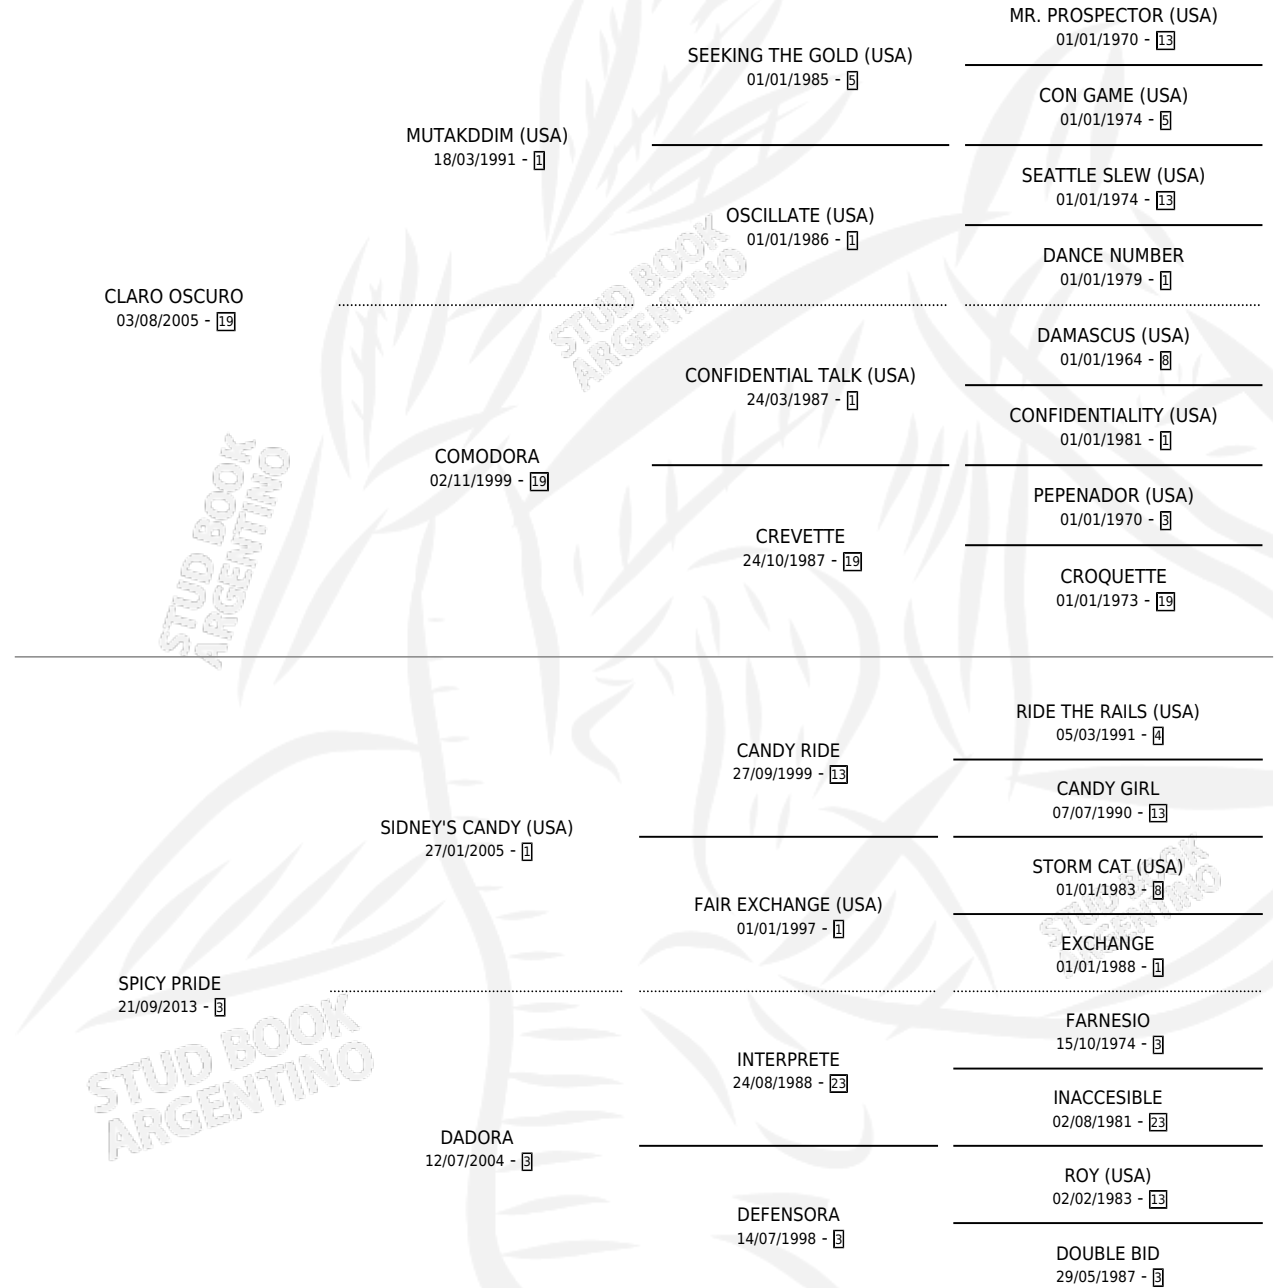 MR. PROSPECTOR (USA)
01/01/1970 - 13
SEEKING THE GOLD (USA)
01/01/1985 - 5
CON GAME (USA)
01/01/1974 - 5
MUTAKDDIM (USA)
18/03/1991 - 1
SEATTLE SLEW (USA)
01/01/1974 - 13
OSCILLATE (USA)
01/01/1986 - 1
DANCE NUMBER
01/01/1979 - 1
CLARO OSCURO
03/08/2005 - 19
STUD BOOK
ARGENTINO
DAMASCUS (USA)
01/01/1964 - 8
CONFIDENTIAL TALK (USA)
24/03/1987 - 1
CONFIDENTIALITY (USA)
01/01/1981 - 1
COMODORA
02/11/1999 - 19
PEPENADOR (USA)
01/01/1970 - 3
CREVETTE
24/10/1987 - 19
CROQUETTE
01/01/1973 - 19
STUD BOOK
ARGENTINO
RIDE THE RAILS (USA)
05/03/1991 - 4
CANDY RIDE
27/09/1999 - 13
CANDY GIRL
07/07/1990 - 13
SIDNEY'S CANDY (USA)
27/01/2005 - 1
STORM CAT (USA)
01/01/1983 - 8
FAIR EXCHANGE (USA)
01/01/1997 - 1
EXCHANGE
01/01/1988 - 1
STUD BOOK
ARGENTINO
SPICY PRIDE
21/09/2013 - 3
FARNESIO
15/10/1974 - 3
INTERPRETE
24/08/1988 - 23
INACCESIBLE
02/08/1981 - 23
STUD BOOK
ARGENTINO
DADORA
12/07/2004 - 3
ROY (USA)
02/02/1983 - 13
DEFENSORA
14/07/1998 - 3
DOUBLE BID
29/05/1987 - 3